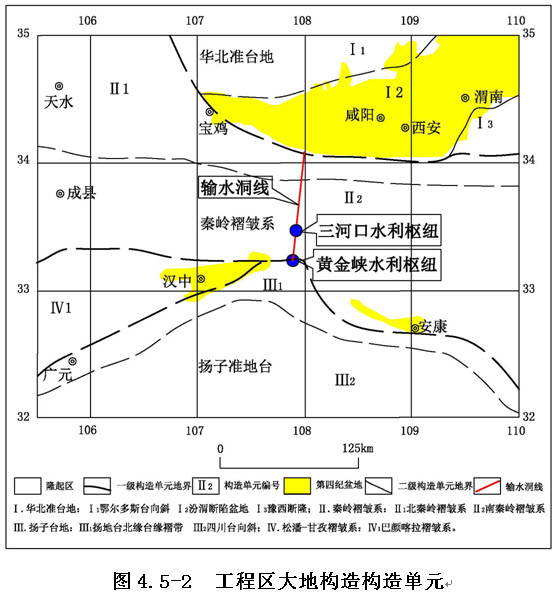 105 106 107 108 109 110
华北准台地 Ⅰ1
天水 Ⅱ1 Ⅰ2 渭南
宝鸡 咸阳 西安 Ⅰ3
34 34
成县 输水洞线 Ⅱ2
秦岭褶皱系 三河口水利枢纽
黄金峡水利枢纽
汉中 Ⅲ1
33 33
Ⅳ1 安康
广元 扬子准地台 Ⅲ2
32 32
106 107 108 109 110
0 125km
隆起区 一级构造单元地界 Ⅱ2 构造单元编号 第四纪盆地 二级构造单元地界 输水洞线
Ⅰ.华北准台地：Ⅰ1鄂尔多斯台向斜 Ⅰ2汾渭断陷盆地 Ⅰ3豫西断隆；Ⅱ.秦岭褶皱系：Ⅱ1北秦岭褶皱系 Ⅱ2南秦岭褶皱系
Ⅲ.扬子台地：Ⅲ1扬地台北缘台缘褶带 Ⅲ2四川台向斜；Ⅳ.松潘-甘孜褶皱系：Ⅳ1巴颜喀拉褶皱系。
图 4.5-2 工程区大地构造构造单元